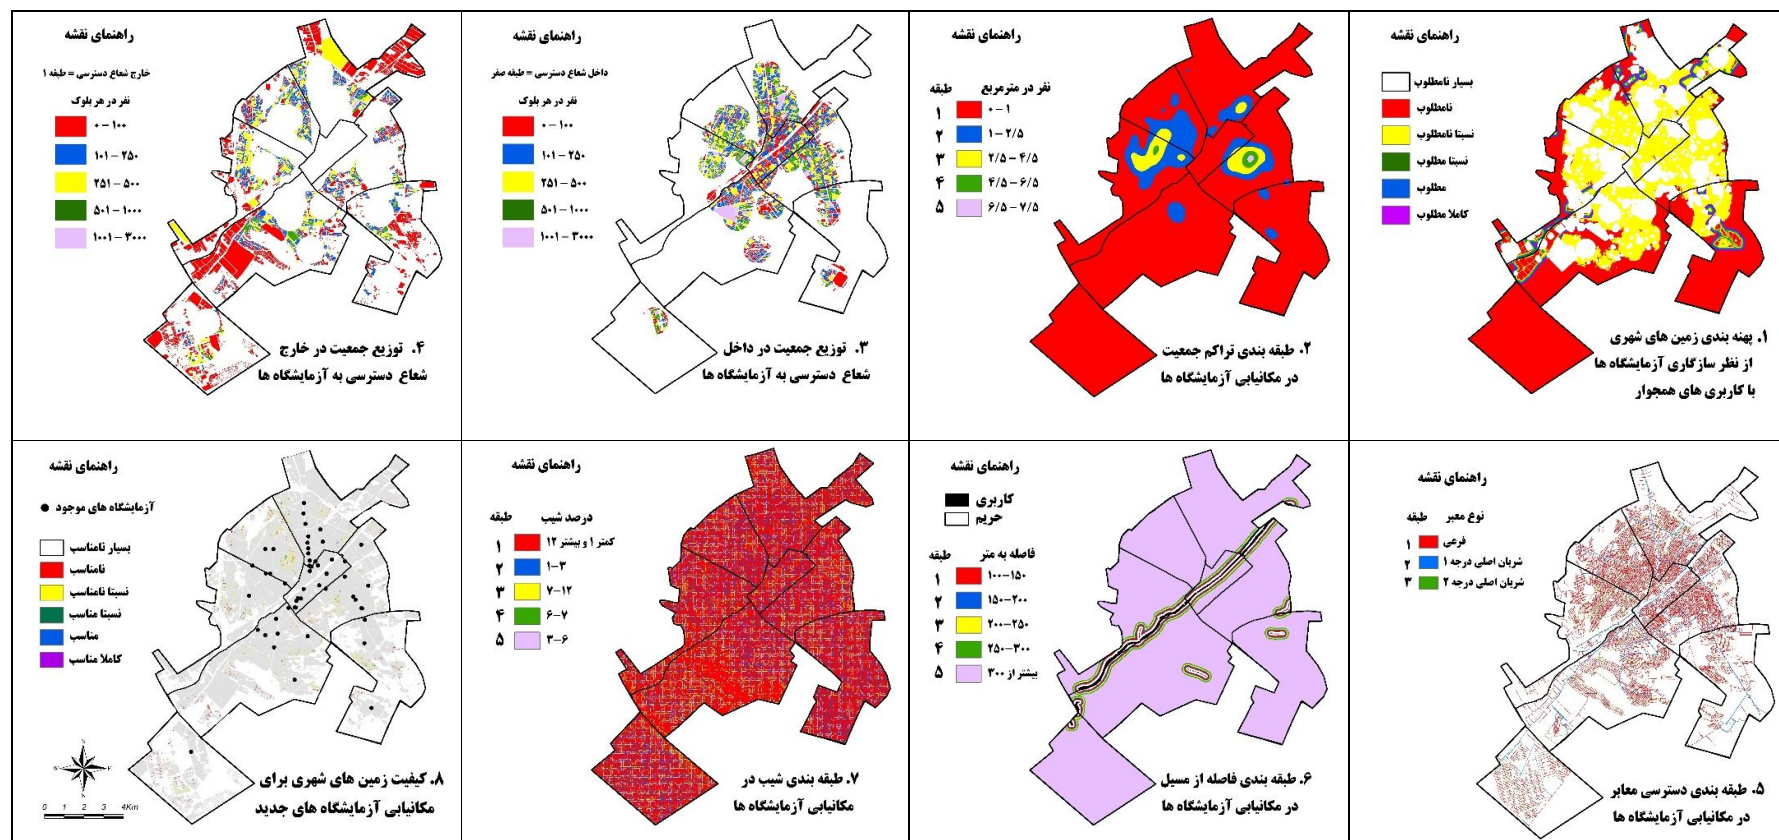 راهنمای نقشه
بسیار نامطلوب
نامطلوب
نسبتا نامطلوب
نسبتا مطلوب
مطلوب
کاملا مطلوب
۱. پهنه بندی زمین های شهری
از نظر سازگاری آزمایشگاه ها
با کاربری های همجوار
راهنمای نقشه
طبقه نفر در مترمربع
۱ ۰-۱
۲ ۱-۲/۵
۳ ۲/۵-۴/۵
۴ ۴/۵-۶/۵
۵ ۶/۵-۷/۵
۲. طبقه بندی تراکم جمعیت
در مکانیابی آزمایشگاه ها
راهنمای نقشه
داخل شعاع دسترسی = طبقه صفر
نفر در هر بلوک
۰-۱۰۰
۱۰۱-۲۵۰
۲۵۱-۵۰۰
۵۰۱-۱۰۰۰
۱۰۰۱-۳۰۰۰
۳. توزیع جمعیت در داخل
شعاع دسترسی به آزمایشگاه ها
راهنمای نقشه
خارج شعاع دسترسی = طبقه ۱
نفر در هر بلوک
۰-۱۰۰
۱۰۱-۲۵۰
۲۵۱-۵۰۰
۵۰۱-۱۰۰۰
۱۰۰۱-۳۰۰۰
۴. توزیع جمعیت در خارج
شعاع دسترسی به آزمایشگاه ها
راهنمای نقشه
طبقه نوع معبر
۱ فرعی
۲ شریان اصلی درجه ۱
۳ شریان اصلی درجه ۲
۵. طبقه بندی دسترسی معابر
در مکانیابی آزمایشگاه ها
راهنمای نقشه
کاربری
حریم
طبقه فاصله به متر
۱ ۱۰۰-۱۵۰
۲ ۱۵۰-۲۰۰
۳ ۲۰۰-۲۵۰
۴ ۲۵۰-۳۰۰
۵ بیشتر از ۳۰۰
۶. طبقه بندی فاصله از مسیل
در مکانیابی آزمایشگاه ها
راهنمای نقشه
طبقه درصد شیب
۱ کمتر ۱ و بیشتر ۱۲
۲ ۱-۳
۳ ۷-۱۲
۴ ۶-۷
۵ ۳-۶
۷. طبقه بندی شیب در
مکانیابی آزمایشگاه ها
راهنمای نقشه
آزمایشگاه های موجود
بسیار نامناسب
نامناسب
نسبتا نامناسب
نسبتا مناسب
مناسب
کاملا مناسب
۸. کیفیت زمین های شهری برای
مکانیابی آزمایشگاه های جدید
0 1 2 3 4Km